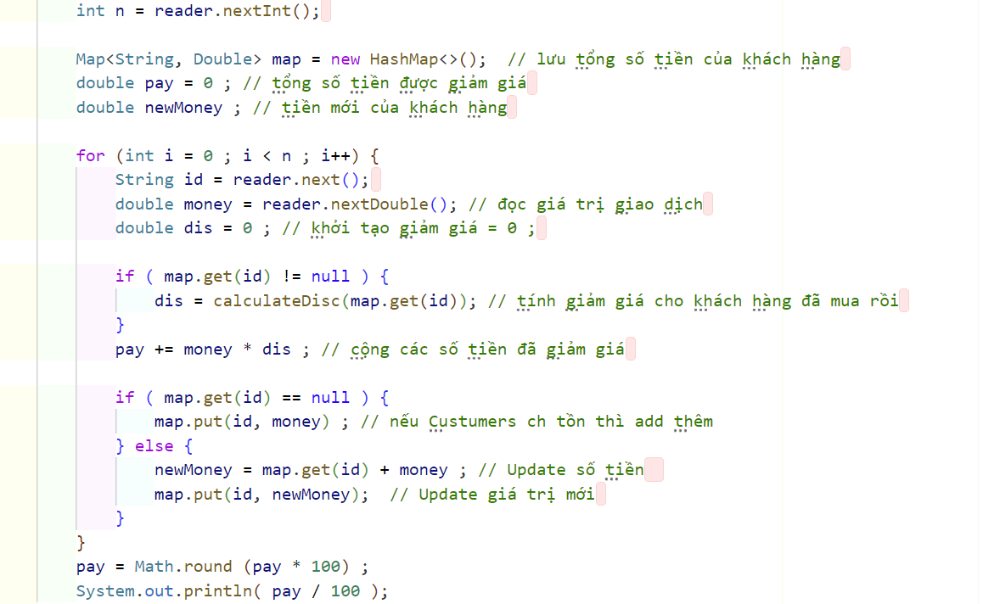 int n = reader.nextInt();
Map<String, Double> map = new HashMap<>();  // lưu tổng số tiền của khách hàng
double pay = 0 ; // tổng số tiền được giảm giá
double newMoney ; // tiền mới của khách hàng
for (int i = 0 ; i < n ; i++) {
String id = reader.next();
double money = reader.nextDouble(); // đọc giá trị giao dịch
double dis = 0 ; // khởi tạo giảm giá = 0 ;
if ( map.get(id) != null ) {
dis = calculateDisc(map.get(id)); // tính giảm giá cho khách hàng đã mua rồi
}
pay += money * dis ; // cộng các số tiền đã giảm giá
if ( map.get(id) == null ) {
map.put(id, money) ; // nếu Custumers ch tồn thì add thêm
} else {
newMoney = map.get(id) + money ; // Update số tiền
map.put(id, newMoney);  // Update giá trị mới
}
}
pay = Math.round (pay * 100) ;
System.out.println( pay / 100 );